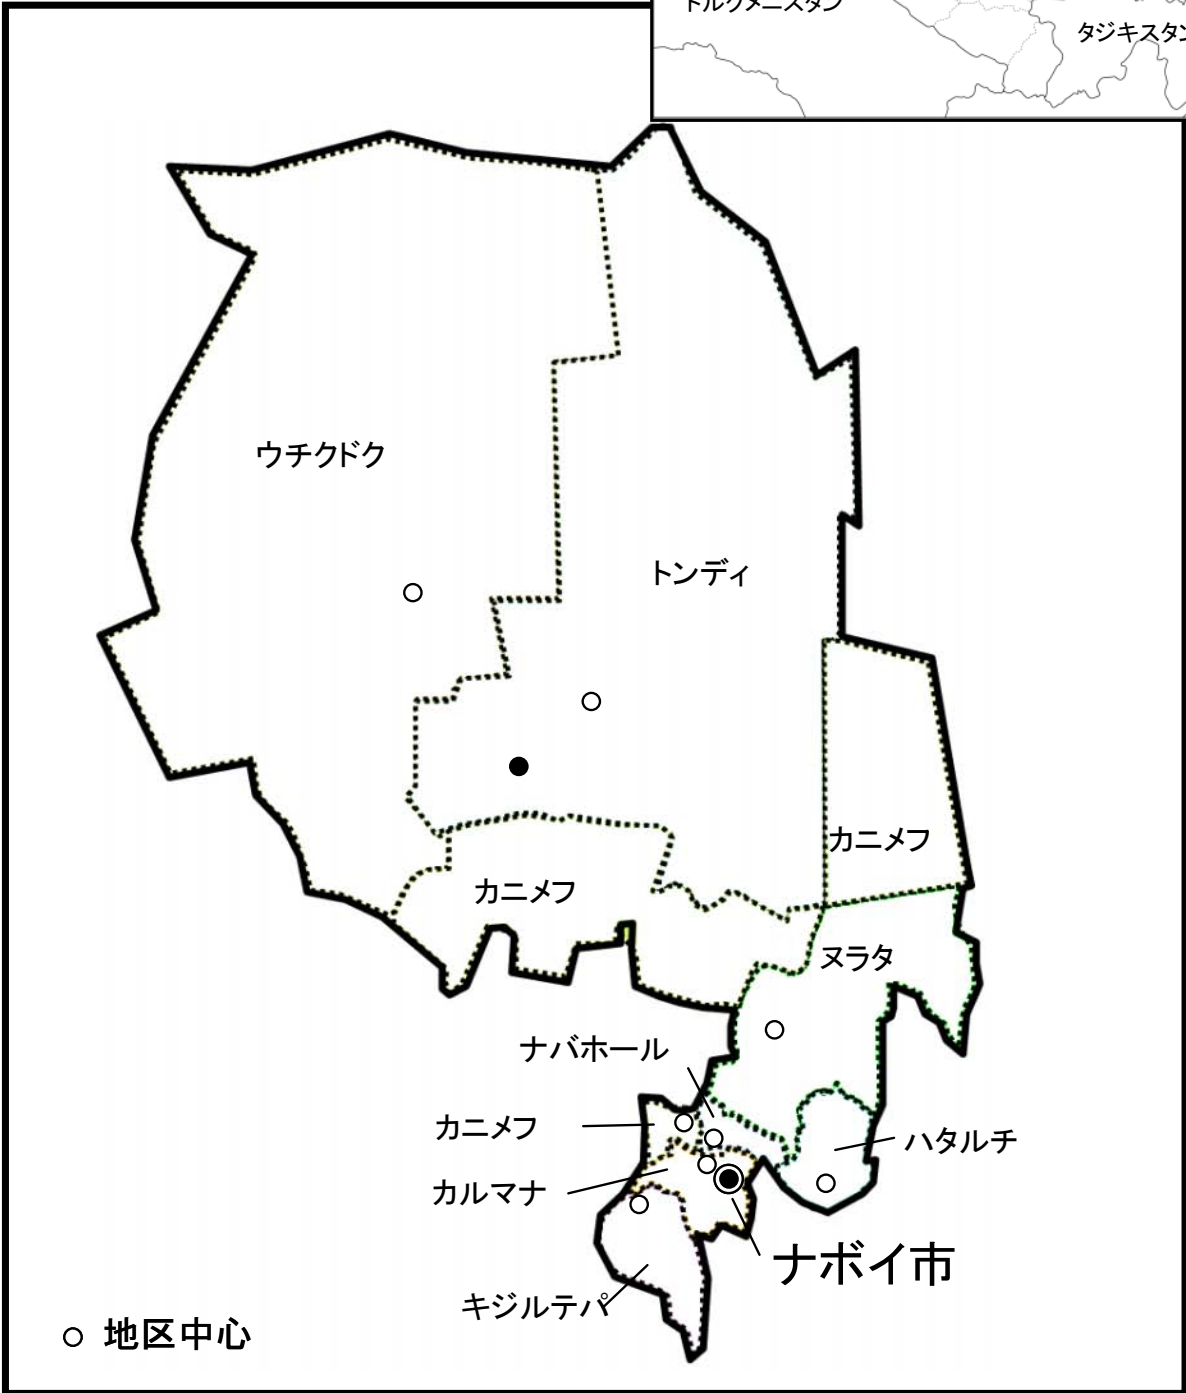 トルクメニスタン
タジキスタン
ウチクドク
トンディ
カニメフ
カニメフ
ヌラタ
ナバホール
カニメフ
ハタルチ
カルマナ
ナボイ市
キジルテパ
地区中心